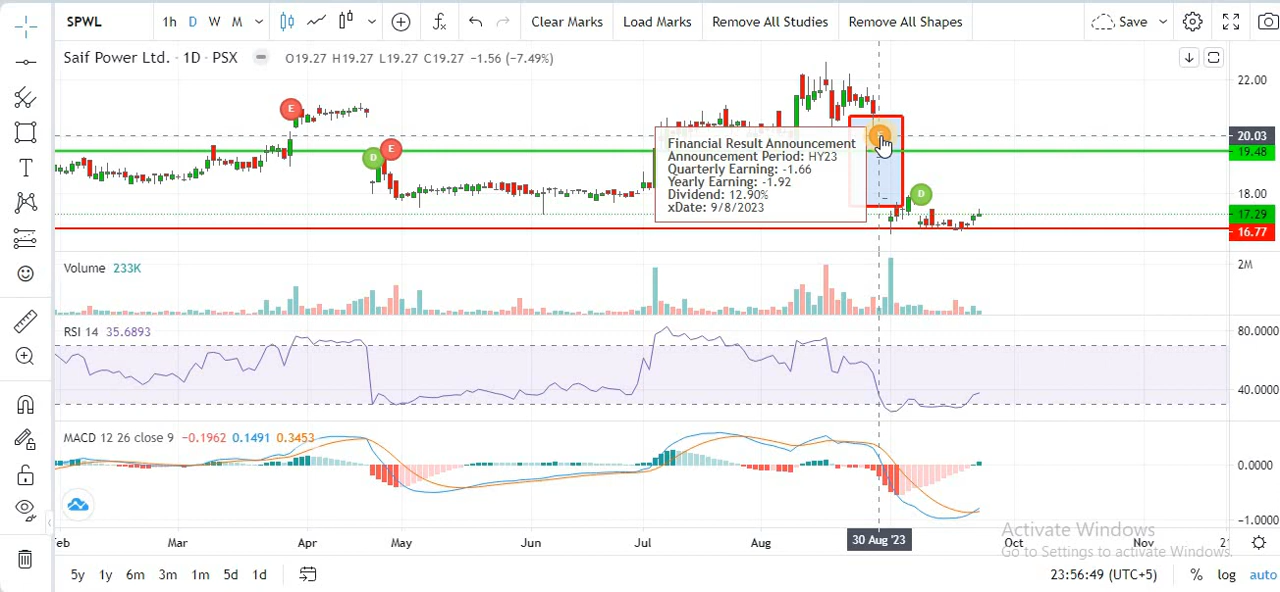 SPWL
1h D W M
Clear Marks
Load Marks
Remove All Studies
Remove All Shapes
Save
Saif Power Ltd. · 1D · PSX
O19.27 H19.27 L19.27 C19.27 −1.56 (−7.49%)
E
D
E
Financial Result Announcement
Announcement Period: HY23
Quarterly Earning: -1.66
Yearly Earning: -1.92
Dividend: 12.90%
xDate: 9/8/2023
D
22.00
20.03
19.48
18.00
17.29
16.77
Volume 233K
2M
RSI 14 35.6893
80.0000
40.0000
MACD 12 26 close 9 −0.1962 0.1491 0.3453
0.0000
−1.0000
eb
Mar
Apr
May
Jun
Jul
Aug
30 Aug '23
Oct
Nov
21
Activate Windows
Go to Settings to activate Windows.
5y 1y 6m 3m 1m 5d 1d
23:56:49 (UTC+5)
% log auto